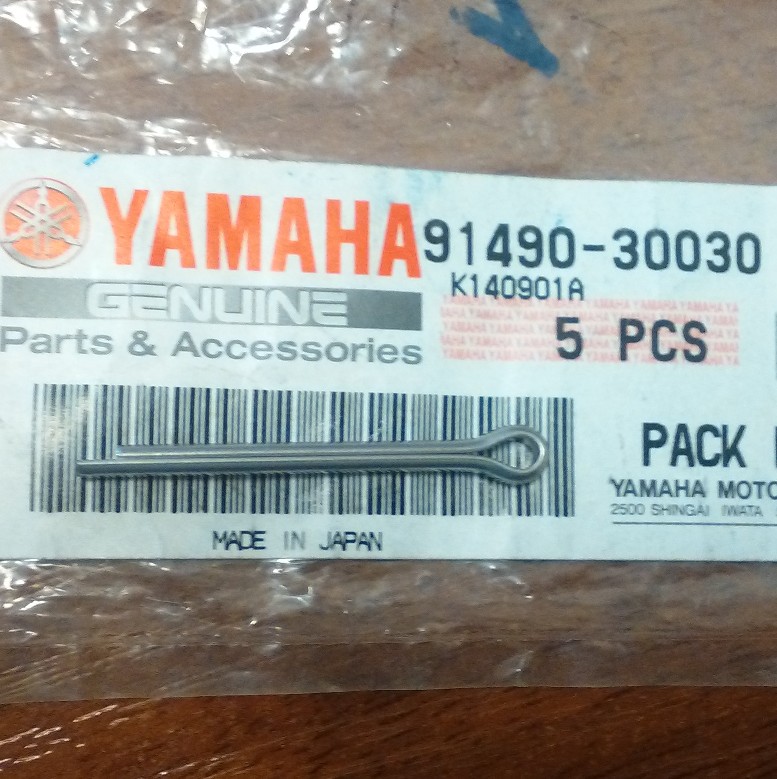 YAMAHA 91490-30030
K140901A
GENUINE
5 PCS
Parts & Accessories
PACK
YAMAHA MOTO
2500 SHINGAI IWATA
MADE IN JAPAN